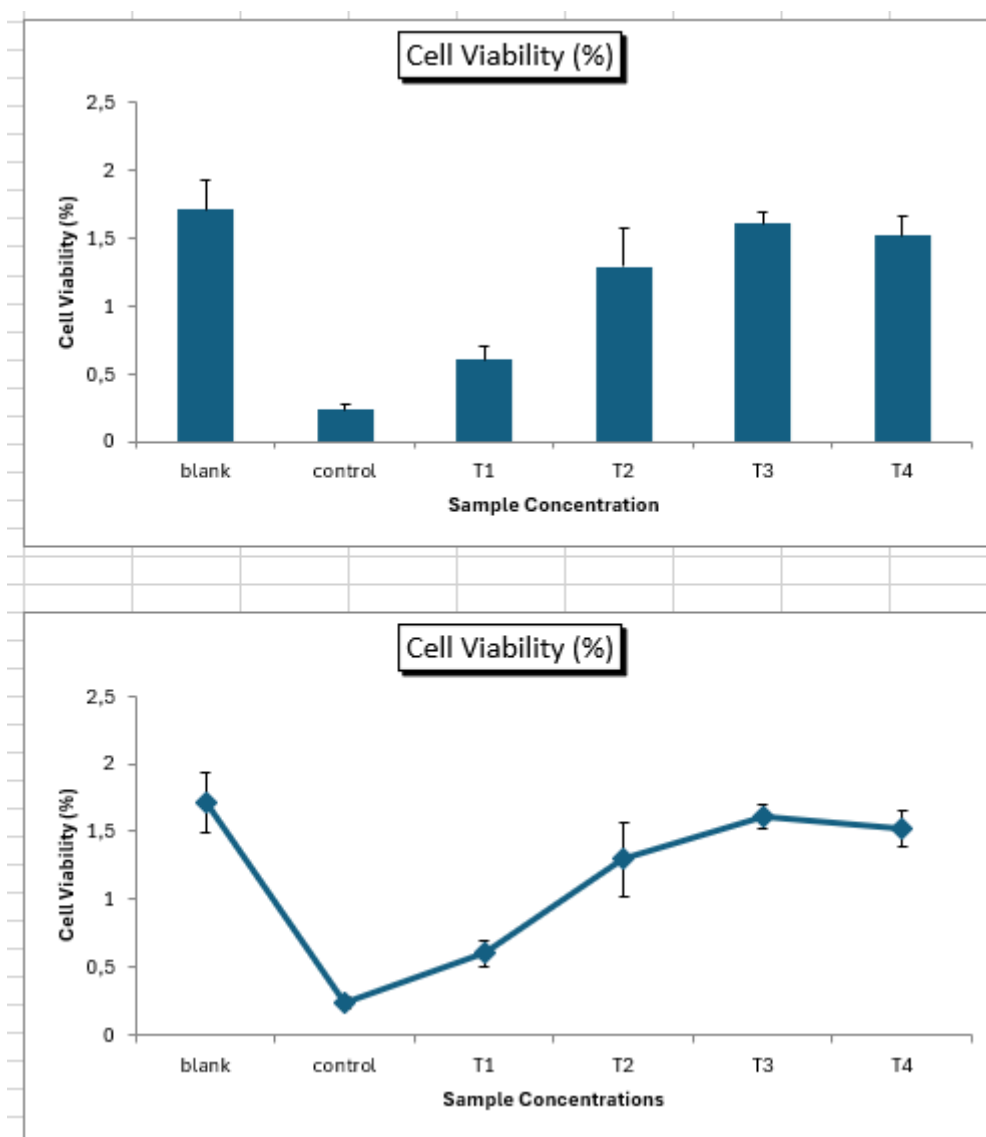 Cell Viability (%)
2,5
2
1,5
1
0,5
0
Cell Viability (%)
blank control T1 T2 T3 T4
Sample Concentration
Cell Viability (%)
2,5
2
1,5
1
0,5
0
Cell Viability (%)
blank control T1 T2 T3 T4
Sample Concentrations